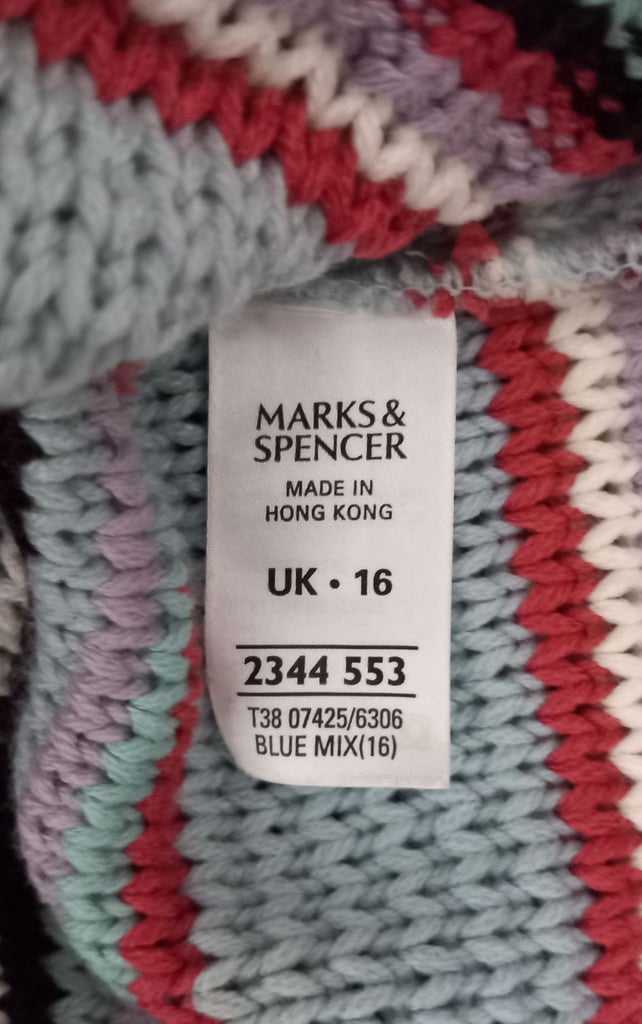 MARKS &
SPENCER
MADE IN
HONG KONG
UK • 16
2344 553
T38 07425/6306
BLUE MIX(16)